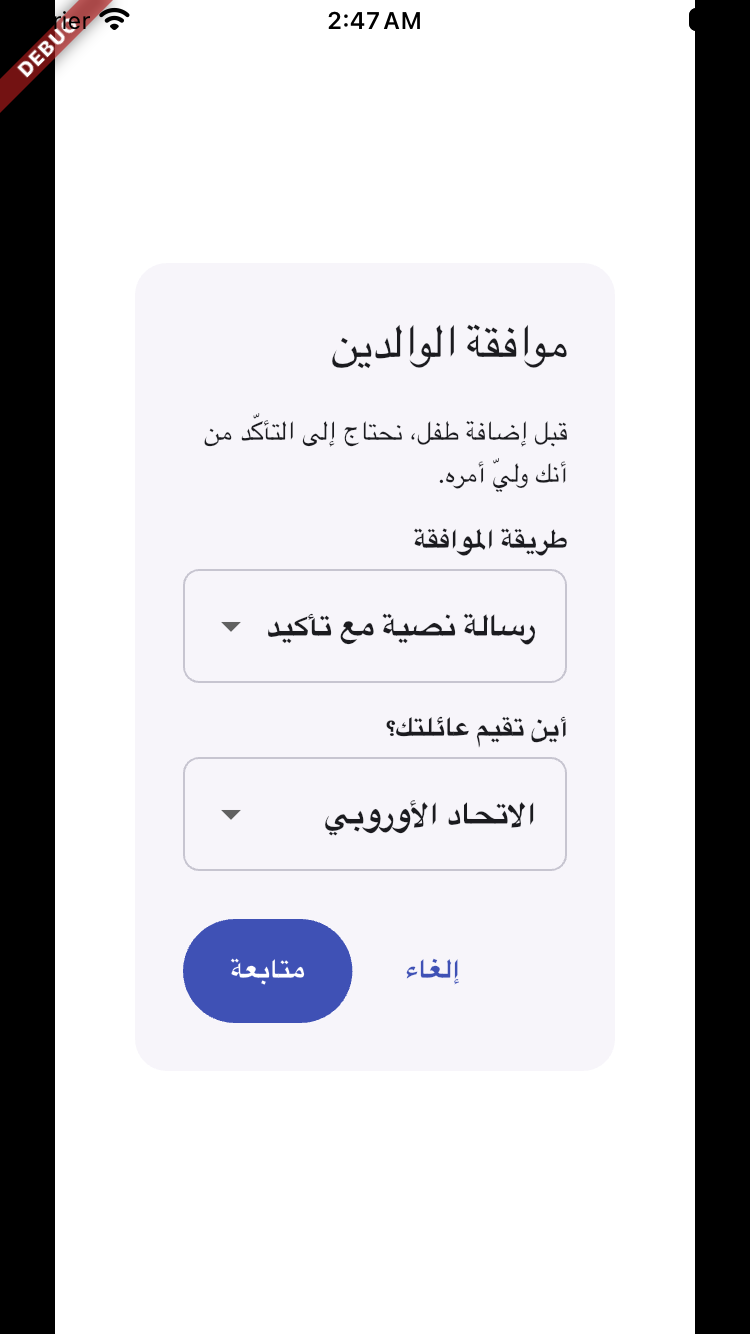 rier
2:47 AM
DEBUG
موافقة الوالدين
قبل إضافة طفل، نحتاج إلى التأكّد من
أنك وليّ أمره.
طريقة الموافقة
رسالة نصية مع تأكيد
أين تقيم عائلتك؟
الاتحاد الأوروبي
إلغاء
متابعة